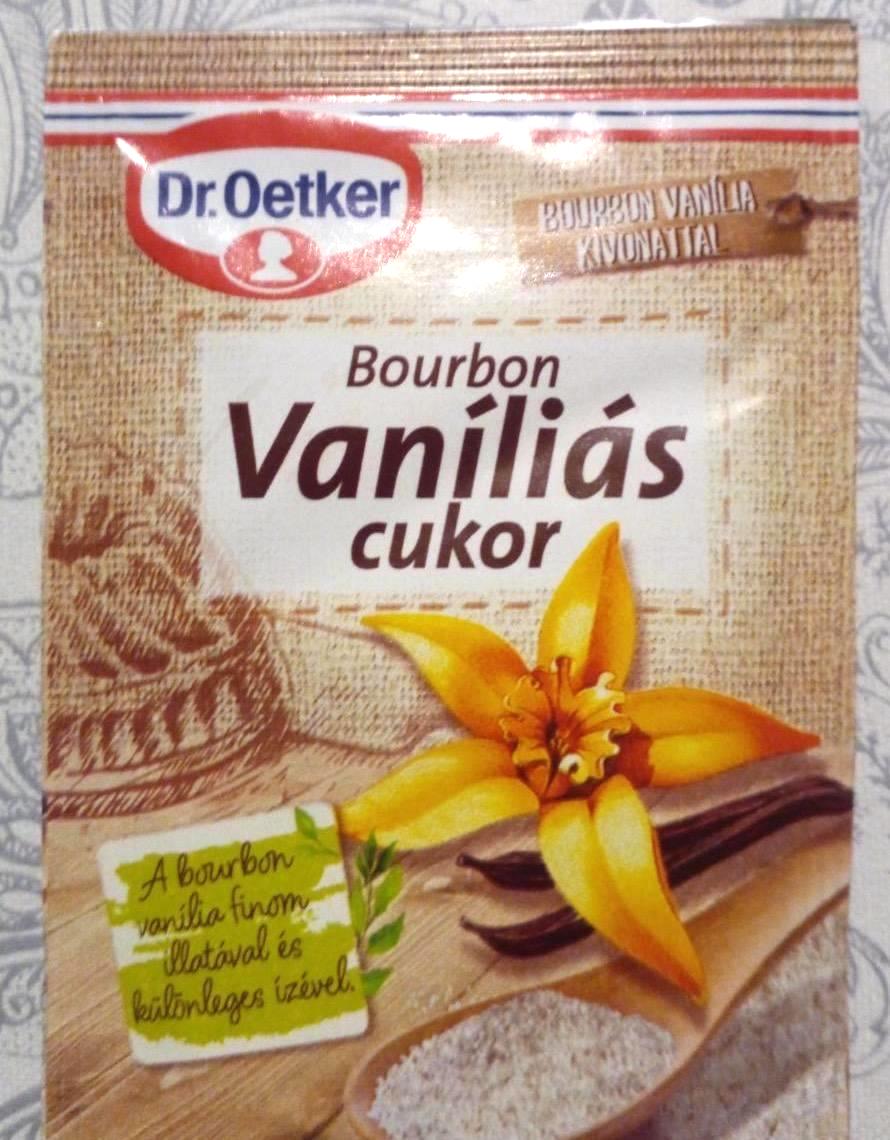 Dr. Oetker
BOURBON VANÍLIA
KIVONATTAL
Bourbon
Vaníliás
cukor
A bourbon
vanília finom
illatával és
különleges ízével.